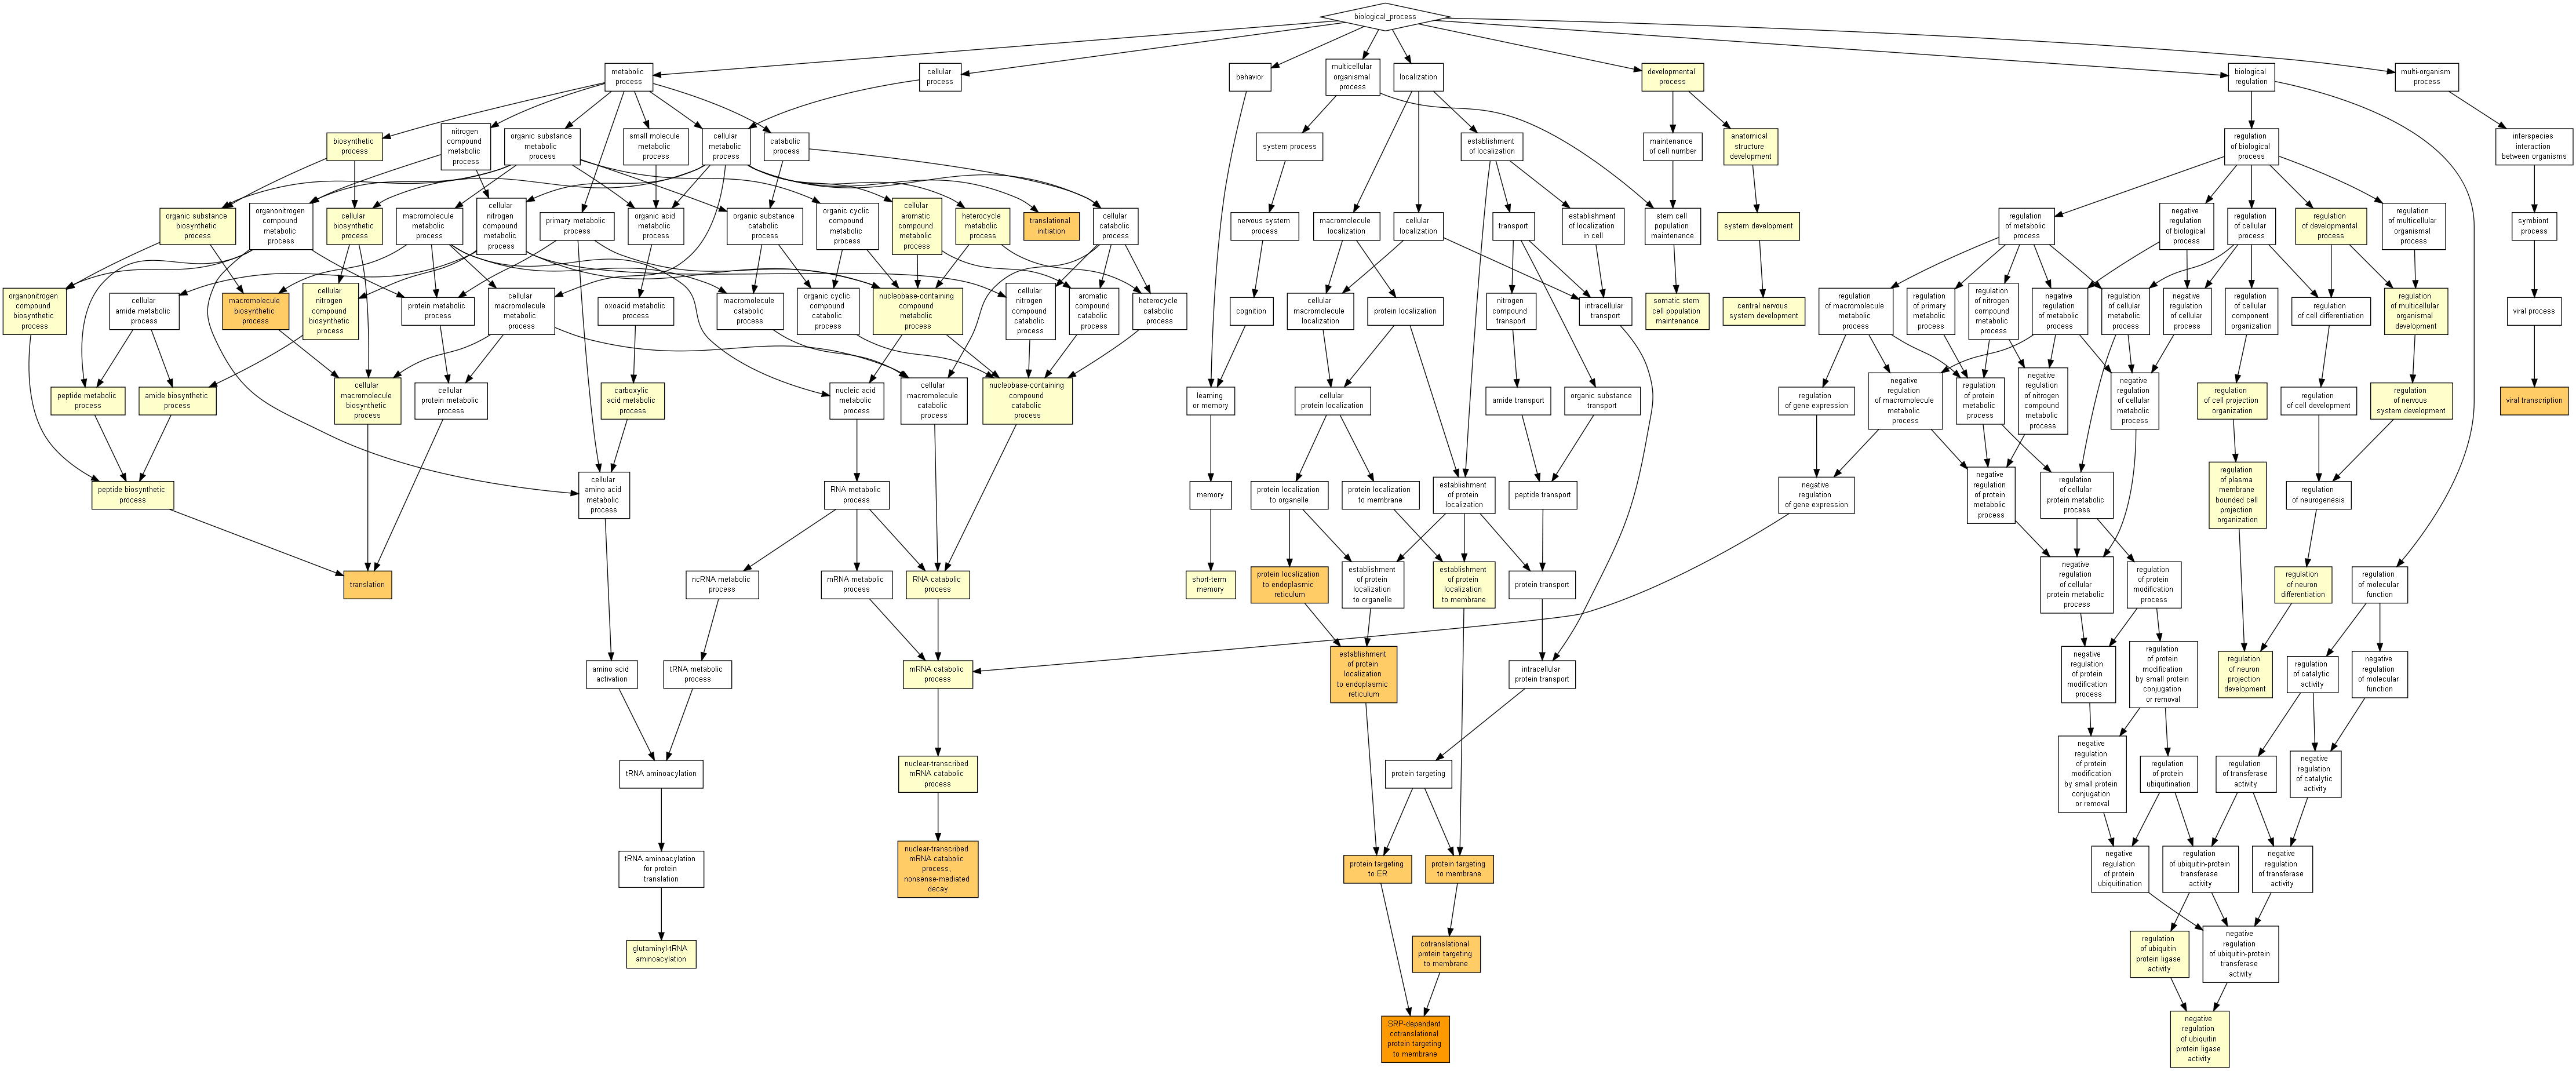 biological_process
metabolic
process
cellular
process
behavior
multicellular
organismal
process
localization
developmental
process
biological
regulation
multi-organism
process
biosynthetic
process
nitrogen
compound
metabolic
process
organic substance
metabolic
process
small molecule
metabolic
process
cellular
metabolic
process
catabolic
process
system process
establishment
of localization
maintenance
of cell number
anatomical
structure
development
regulation
of biological
process
interspecies
interaction
between organisms
organic substance
biosynthetic
process
organonitrogen
compound
metabolic
process
cellular
biosynthetic
process
macromolecule
metabolic
process
cellular
nitrogen
compound
metabolic
process
primary metabolic
process
organic acid
metabolic
process
organic substance
catabolic
process
organic cyclic
compound
metabolic
process
cellular
aromatic
compound
metabolic
process
heterocycle
metabolic
process
translational
initiation
cellular
catabolic
process
nervous system
process
macromolecule
localization
cellular
localization
transport
establishment
of localization
in cell
stem cell
population
maintenance
system development
regulation
of metabolic
process
negative
regulation
of biological
process
regulation
of cellular
process
regulation
of developmental
process
regulation
of multicellular
organismal
process
symbiont
process
organonitrogen
compound
biosynthetic
process
cellular
amide metabolic
process
macromolecule
biosynthetic
process
cellular
nitrogen
compound
biosynthetic
process
protein metabolic
process
cellular
macromolecule
metabolic
process
oxoacid metabolic
process
macromolecule
catabolic
process
organic cyclic
compound
catabolic
process
nucleobase-containing
compound
metabolic
process
cellular
nitrogen
compound
catabolic
process
aromatic
compound
catabolic
process
heterocycle
catabolic
process
cognition
cellular
macromolecule
localization
protein localization
nitrogen
compound
transport
intracellular
transport
somatic stem
cell population
maintenance
central nervous
system development
regulation
of macromolecule
metabolic
process
regulation
of primary
metabolic
process
regulation
of nitrogen
compound
metabolic
process
negative
regulation
of metabolic
process
regulation
of cellular
metabolic
process
negative
regulation
of cellular
process
regulation
of cellular
component
organization
regulation
of cell differentiation
regulation
of multicellular
organismal
development
viral process
peptide metabolic
process
amide biosynthetic
process
cellular
macromolecule
biosynthetic
process
cellular
protein metabolic
process
carboxylic
acid metabolic
process
nucleic acid
metabolic
process
cellular
macromolecule
catabolic
process
nucleobase-containing
compound
catabolic
process
learning
or memory
cellular
protein localization
amide transport
organic substance
transport
regulation
of gene expression
negative
regulation
of macromolecule
metabolic
process
regulation
of protein
metabolic
process
negative
regulation
of nitrogen
compound
metabolic
process
negative
regulation
of cellular
metabolic
process
regulation
of cell projection
organization
regulation
of cell development
regulation
of nervous
system development
viral transcription
peptide biosynthetic
process
cellular
amino acid
metabolic
process
RNA metabolic
process
memory
protein localization
to organelle
protein localization
to membrane
establishment
of protein
localization
peptide transport
negative
regulation
of gene expression
negative
regulation
of protein
metabolic
process
regulation
of cellular
protein metabolic
process
regulation
of plasma
membrane
bounded cell
projection
organization
regulation
of neurogenesis
translation
ncRNA metabolic
process
mRNA metabolic
process
RNA catabolic
process
short-term
memory
protein localization
to endoplasmic
reticulum
establishment
of protein
localization
to organelle
establishment
of protein
localization
to membrane
protein transport
negative
regulation
of cellular
protein metabolic
process
regulation
of protein
modification
process
regulation
of neuron
differentiation
regulation
of molecular
function
amino acid
activation
tRNA metabolic
process
mRNA catabolic
process
establishment
of protein
localization
to endoplasmic
reticulum
intracellular
protein transport
negative
regulation
of protein
modification
process
regulation
of protein
modification
by small protein
conjugation
or removal
regulation
of neuron
projection
development
regulation
of catalytic
activity
negative
regulation
of molecular
function
tRNA aminoacylation
nuclear-transcribed
mRNA catabolic
process
protein targeting
negative
regulation
of protein
modification
by small protein
conjugation
or removal
regulation
of protein
ubiquitination
regulation
of transferase
activity
negative
regulation
of catalytic
activity
tRNA aminoacylation
for protein
translation
nuclear-transcribed
mRNA catabolic
process,
nonsense-mediated
decay
protein targeting
to ER
protein targeting
to membrane
negative
regulation
of protein
ubiquitination
regulation
of ubiquitin-protein
transferase
activity
negative
regulation
of transferase
activity
glutaminyl-tRNA
aminoacylation
cotranslational
protein targeting
to membrane
regulation
of ubiquitin
protein ligase
activity
negative
regulation
of ubiquitin-protein
transferase
activity
SRP-dependent
cotranslational
protein targeting
to membrane
negative
regulation
of ubiquitin
protein ligase
activity